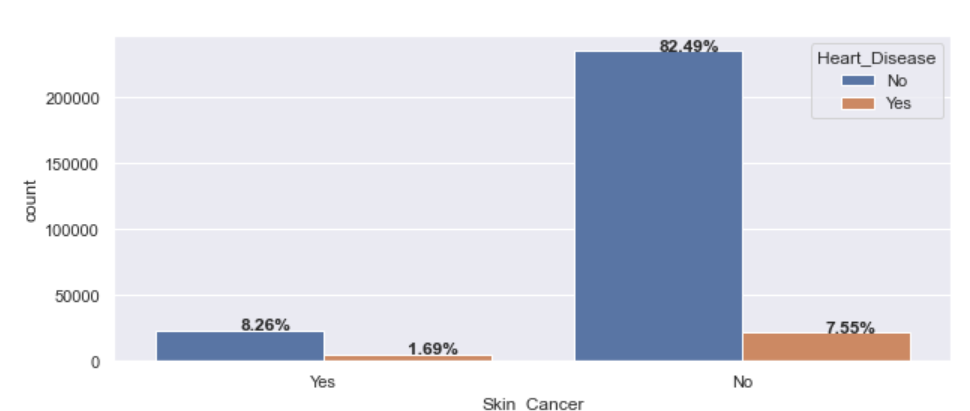 82.49%
Heart_Disease
No
Yes
200000
150000
count
100000
50000
8.26%
7.55%
1.69%
0
Yes No
Skin_Cancer